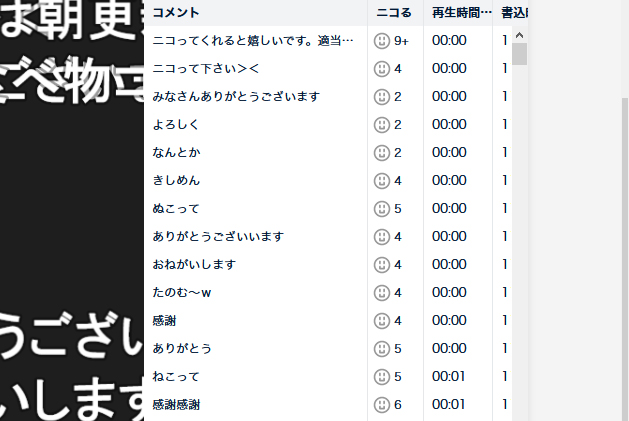 は朝更
べさ物
うござい
いします
コメント ニコる 再生時間… 書込
ニコってくれると嬉しいです。適当… 9+ 00:00 1
ニコって下さい＞＜ 4 00:00 1
みなさんありがとうございます 2 00:00 1
よろしく 2 00:00 1
なんとか 2 00:00 1
きしめん 4 00:00 1
ぬこって 5 00:00 1
ありがとうございいます 4 00:00 1
おねがいします 4 00:00 1
たのむ～w 4 00:00 1
感謝 4 00:00 1
ありがとう 5 00:00 1
ねこって 5 00:01 1
感謝感謝 6 00:01 1